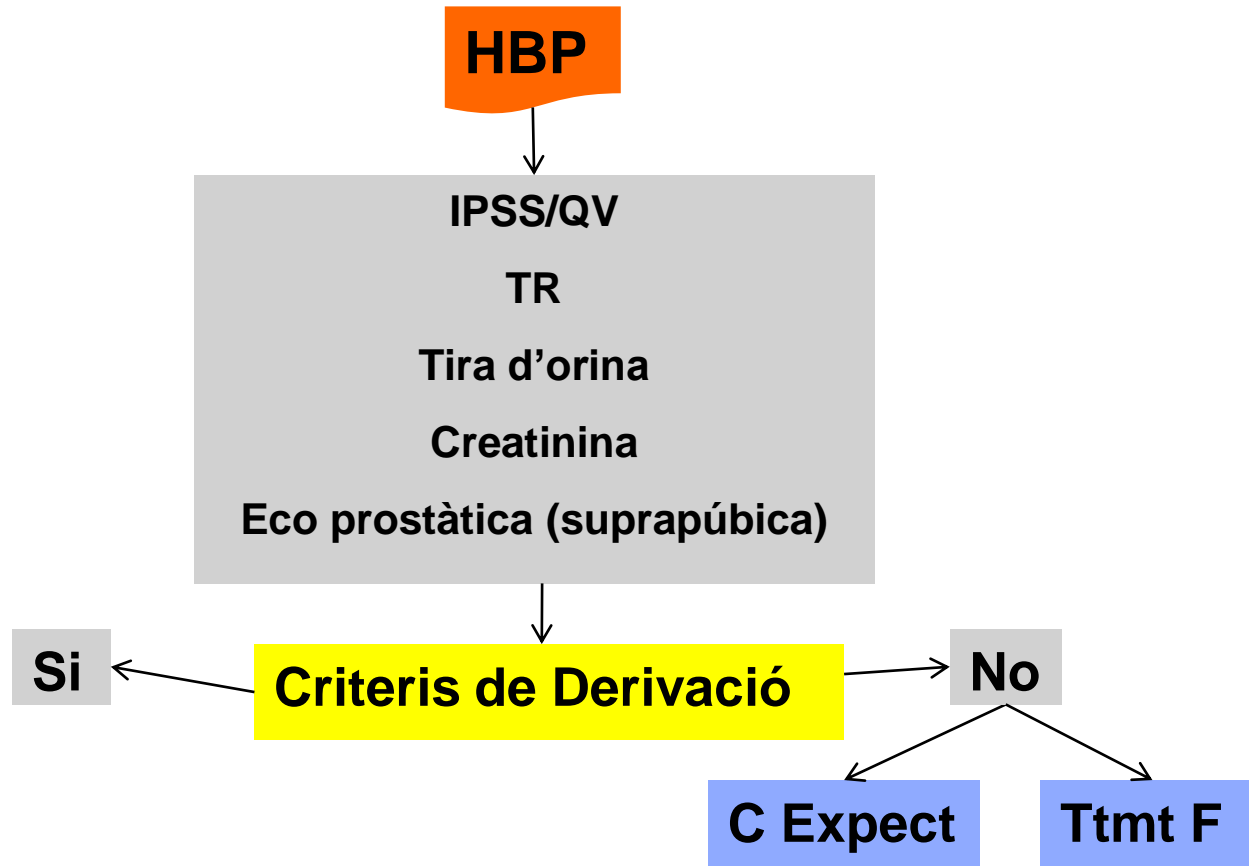 HBP
IPSS/QV
TR
Tira d’orina
Creatinina
Eco prostàtica (suprapúbica)
Si
Criteris de Derivació
No
C Expect
Ttmt F